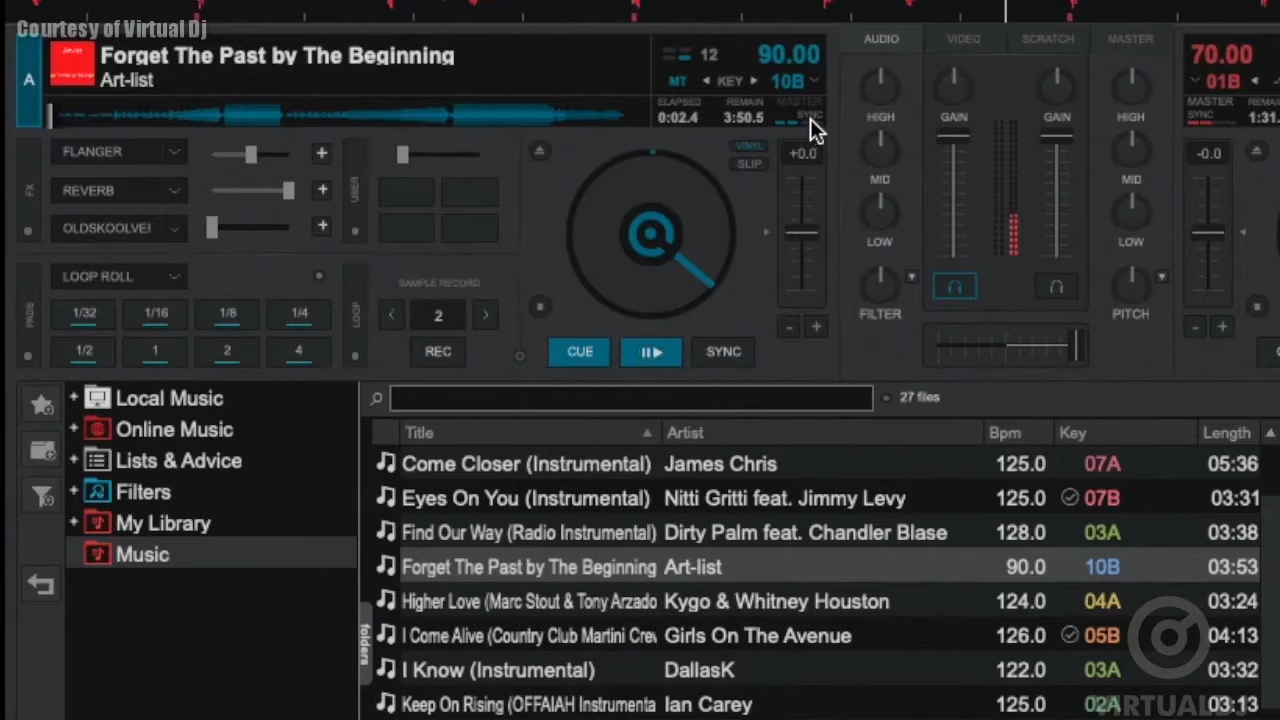 Courtesy of Virtual Dj
A
Forget The Past by The Beginning
Art-list
12
90.00
MT
KEY
10B
ELAPSED
0:02.4
REMAIN
3:50.5
MASTER
SYNC
AUDIO
VIDEO
SCRATCH
MASTER
70.00
01B
MASTER
SYNC
1:31.
FX
FLANGER
REVERB
OLDSKOOLVE
VINYL
SLIP
+0.0
HIGH
GAIN
GAIN
HIGH
-0.0
MID
MID
LOW
LOW
FILTER
PITCH
PADS
LOOP ROLL
1/32 1/16 1/8 1/4
1/2 1 2 4
LOOP
SAMPLE RECORD
2
REC
CUE
SYNC
- +
- +
Local Music
Online Music
Lists & Advice
Filters
My Library
Music
folders
27 files
Title Artist Bpm Key Length
Come Closer (Instrumental) James Chris 125.0 07A 05:36
Eyes On You (Instrumental) Nitti Gritti feat. Jimmy Levy 125.0 07B 03:31
Find Our Way (Radio Instrumental) Dirty Palm feat. Chandler Blase 128.0 03A 03:38
Forget The Past by The Beginning Art-list 90.0 10B 03:53
Higher Love (Marc Stout & Tony Arzado Kygo & Whitney Houston 124.0 04A 03:24
I Come Alive (Country Club Martini Crew Girls On The Avenue 126.0 05B 04:13
I Know (Instrumental) DallasK 122.0 03A 03:32
Keep On Rising (OFFAIAH Instrumenta Ian Carey 125.0 02A 03:13